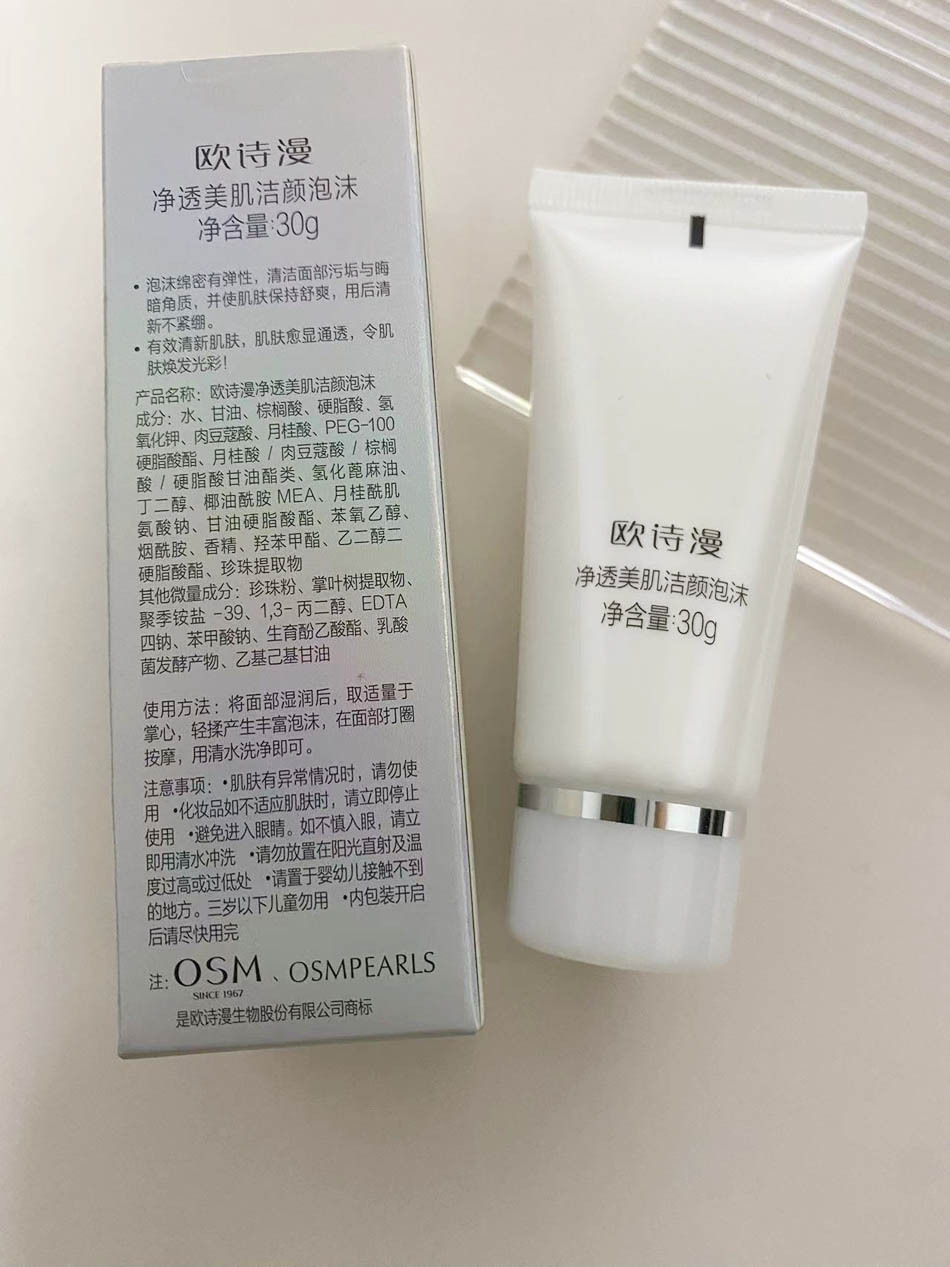 欧诗漫
净透美肌洁颜泡沫
净含量:30g
•泡沫绵密有弹性，清洁面部污垢与晦
暗角质，并使肌肤保持舒爽，用后清
新不紧绷。
•有效清新肌肤，肌肤愈显通透，令肌
肤焕发光彩！
产品名称：欧诗漫净透美肌洁颜泡沫
成分：水、甘油、棕榈酸、硬脂酸、氢
氧化钾、肉豆蔻酸、月桂酸、PEG-100
硬脂酸酯、月桂酸/肉豆蔻酸/棕榈
酸/硬脂酸甘油酯类、氢化蓖麻油、
丁二醇、椰油酰胺MEA、月桂酰肌
氨酸钠、甘油硬脂酸酯、苯氧乙醇、
烟酰胺、香精、羟苯甲酯、乙二醇二
硬脂酸酯、珍珠提取物
其他微量成分：珍珠粉、掌叶树提取物、
聚季铵盐-39、1,3-丙二醇、EDTA
四钠、苯甲酸钠、生育酚乙酸酯、乳酸
菌发酵产物、乙基己基甘油
使用方法：将面部湿润后，取适量于
掌心，轻揉产生丰富泡沫，在面部打圈
按摩，用清水洗净即可。
注意事项：•肌肤有异常情况时，请勿使
用 •化妆品如不适应肌肤时，请立即停止
使用 •避免进入眼睛。如不慎入眼，请立
即用清水冲洗 •请勿放置在阳光直射及温
度过高或过低处 •请置于婴幼儿接触不到
的地方。三岁以下儿童勿用 •内包装开启
后请尽快用完
注：OSM、OSMPEARLS
SINCE 1967
是欧诗漫生物股份有限公司商标
欧诗漫
净透美肌洁颜泡沫
净含量:30g